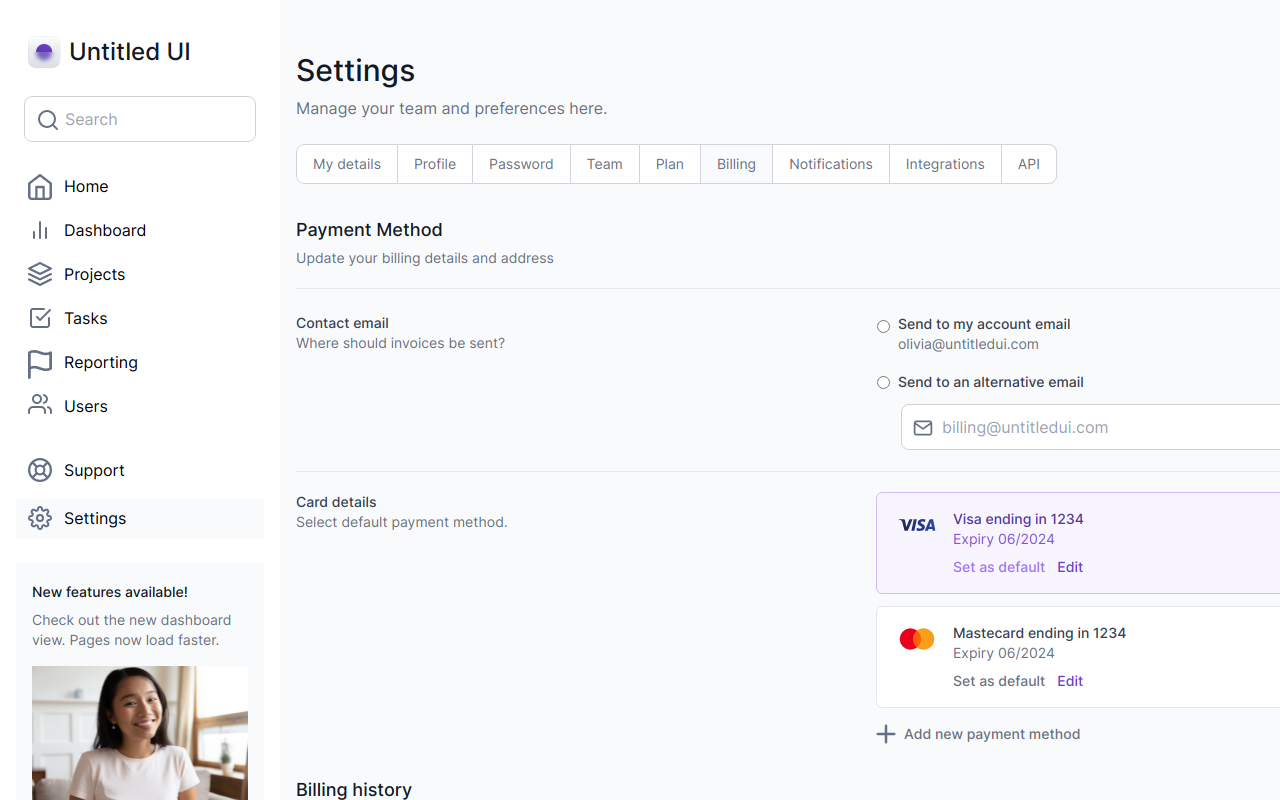 Untitled UI
Search
Home
Dashboard
Projects
Tasks
Reporting
Users
Support
Settings
New features available!
Check out the new dashboard
view. Pages now load faster.
Settings
Manage your team and preferences here.
My details Profile Password Team Plan Billing Notifications Integrations API
Payment Method
Update your billing details and address
Contact email
Where should invoices be sent?
Send to my account email
olivia@untitledui.com
Send to an alternative email
billing@untitledui.com
Card details
Select default payment method.
VISA
Visa ending in 1234
Expiry 06/2024
Set as default Edit
Mastecard ending in 1234
Expiry 06/2024
Set as default Edit
Add new payment method
Billing history